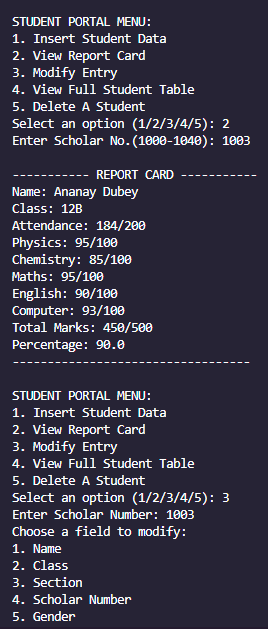 STUDENT PORTAL MENU:
1. Insert Student Data
2. View Report Card
3. Modify Entry
4. View Full Student Table
5. Delete A Student
Select an option (1/2/3/4/5): 2
Enter Scholar No.(1000-1040): 1003
----------- REPORT CARD -----------
Name: Ananay Dubey
Class: 12B
Attendance: 184/200
Physics: 95/100
Chemistry: 85/100
Maths: 95/100
English: 90/100
Computer: 93/100
Total Marks: 450/500
Percentage: 90.0
----------------------------------
STUDENT PORTAL MENU:
1. Insert Student Data
2. View Report Card
3. Modify Entry
4. View Full Student Table
5. Delete A Student
Select an option (1/2/3/4/5): 3
Enter Scholar Number: 1003
Choose a field to modify:
1. Name
2. Class
3. Section
4. Scholar Number
5. Gender